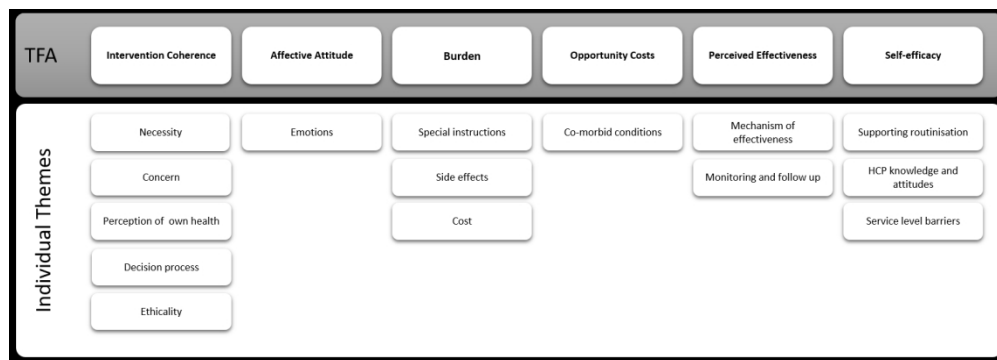 TFA
Intervention Coherence
Affective Attitude
Burden
Opportunity Costs
Perceived Effectiveness
Self-efficacy
Individual Themes
Necessity
Concern
Perception of own health
Decision process
Ethicality
Emotions
Special instructions
Side effects
Cost
Co-morbid conditions
Mechanism of
effectiveness
Monitoring and follow up
Supporting routinisation
HCP knowledge and
attitudes
Service level barriers